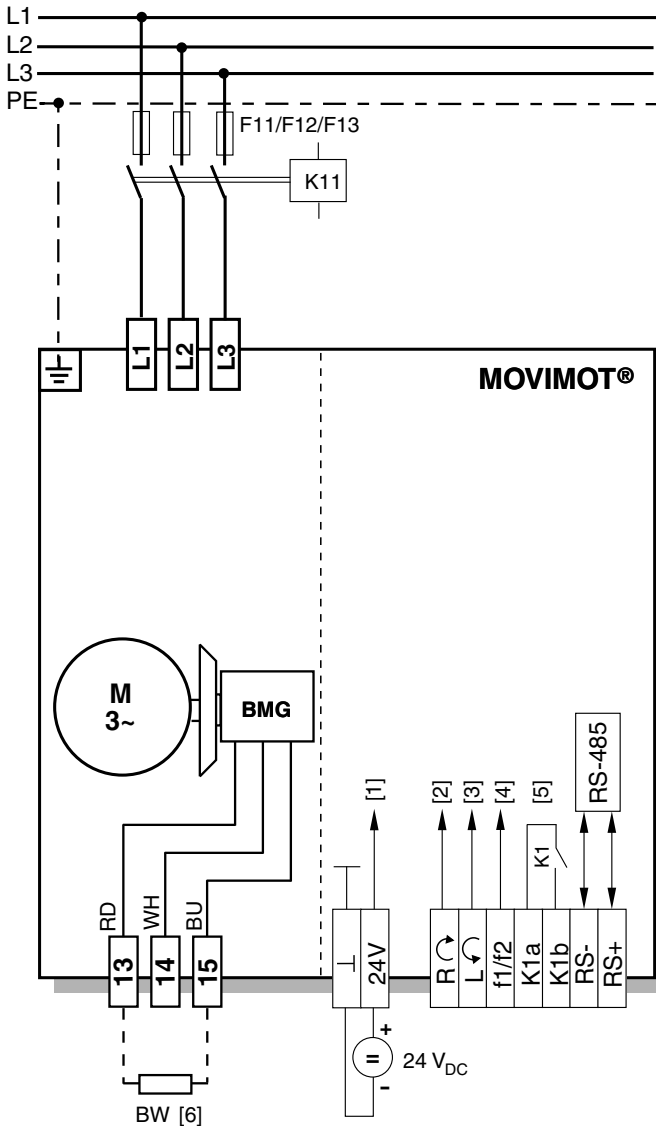 L1
L2
L3
PE
F11/F12/F13
K11
L1
L2
L3
MOVIMOT®
M
3~
BMG
RS-485
[1]
[2]
[3]
[4]
[5]
K1
RD
WH
BU
13
14
15
24V
R
L
f1/f2
K1a
K1b
RS-
RS+
+
=
-
24 VDC
BW [6]